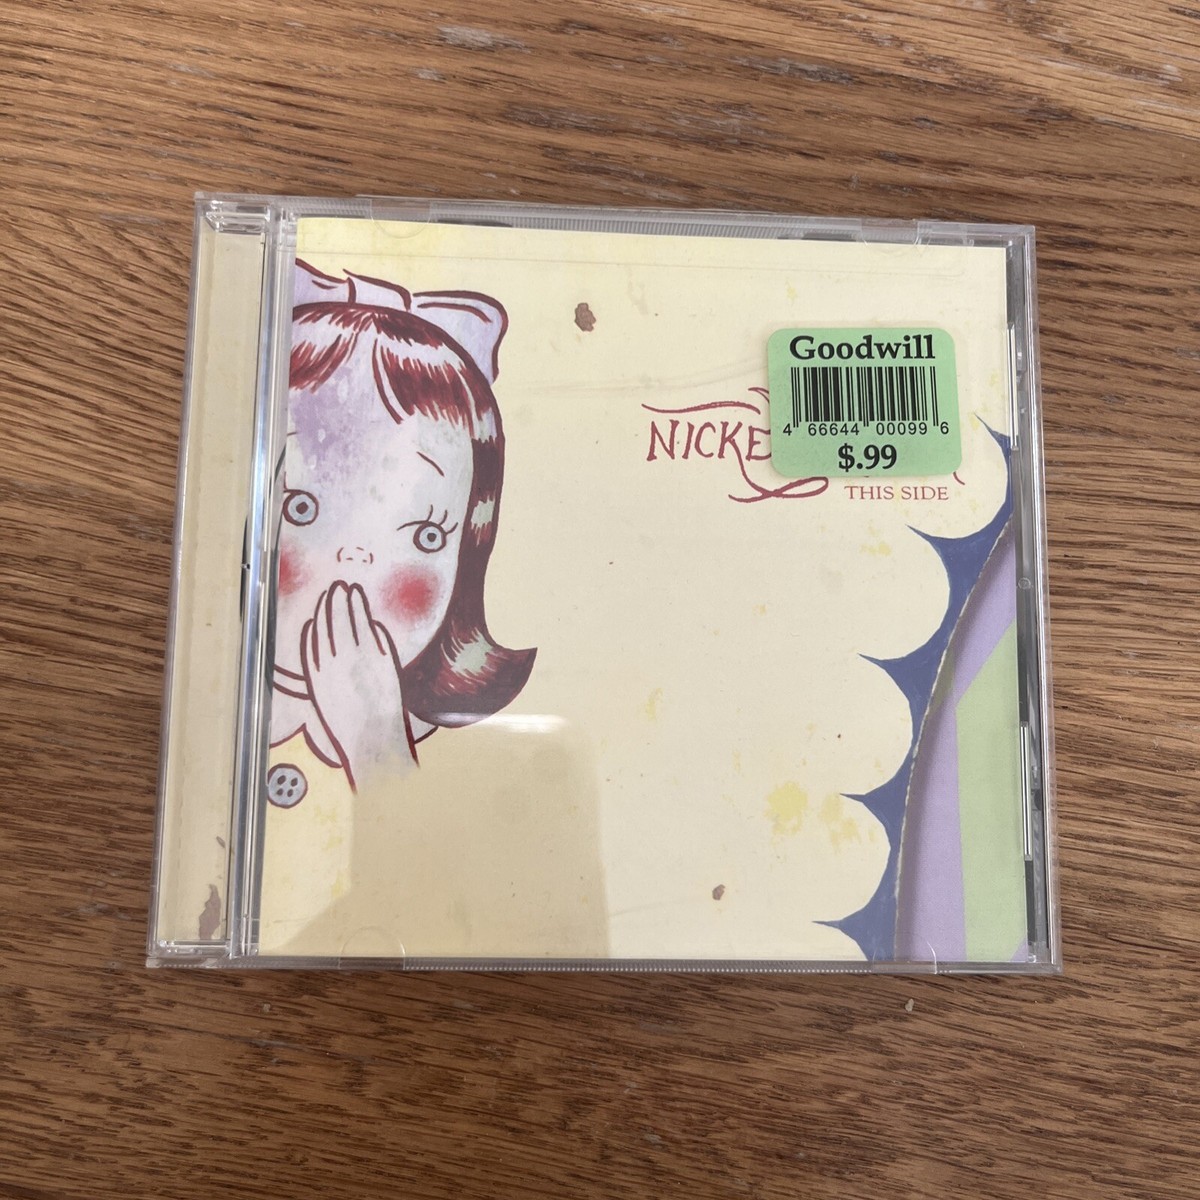 Goodwill
4 66644 00099 6
$.99
NICKE
THIS SIDE